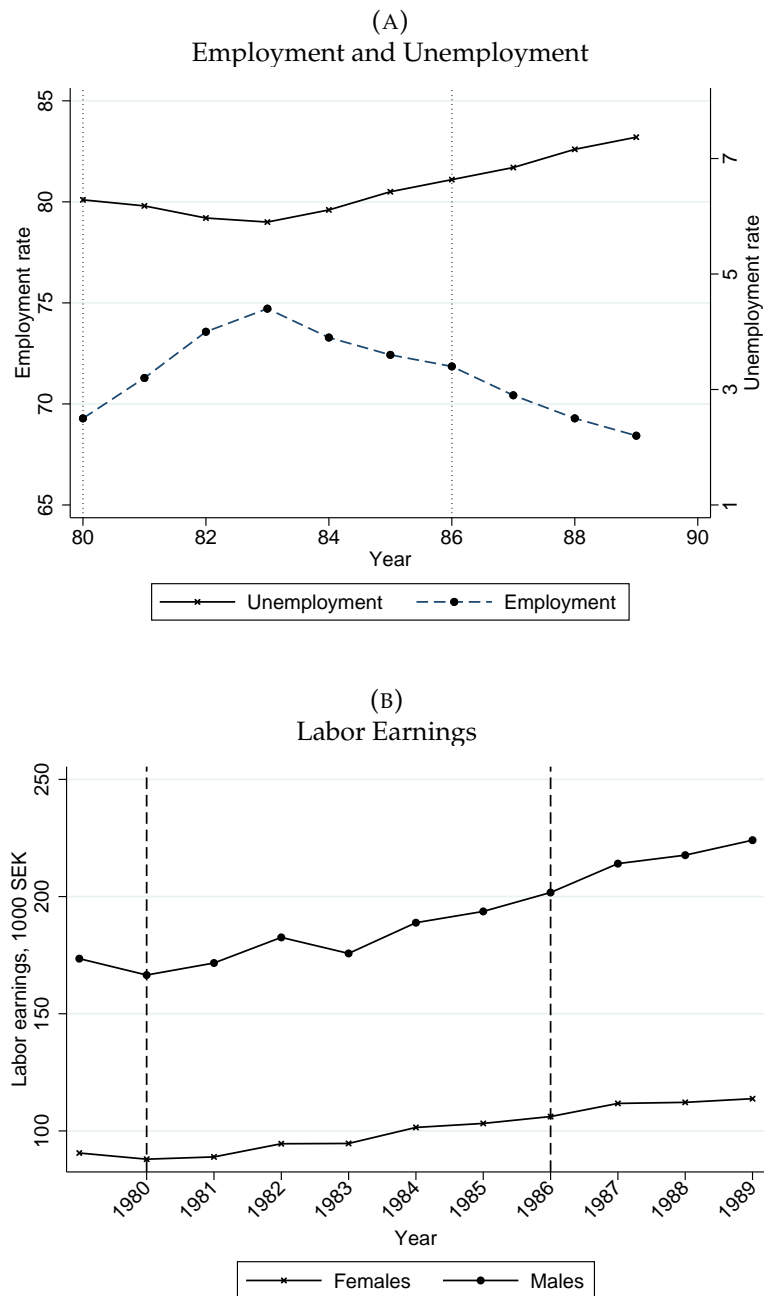 (A)
Employment and Unemployment
85
80
75
70
65
Employment rate
7
5
3
1
Unemployment rate
80 82 84 86 88 90
Year
Unemployment Employment
(B)
Labor Earnings
250
200
150
100
Labor earnings, 1000 SEK
1980 1981 1982 1983 1984 1985 1986 1987 1988 1989
Year
Females Males